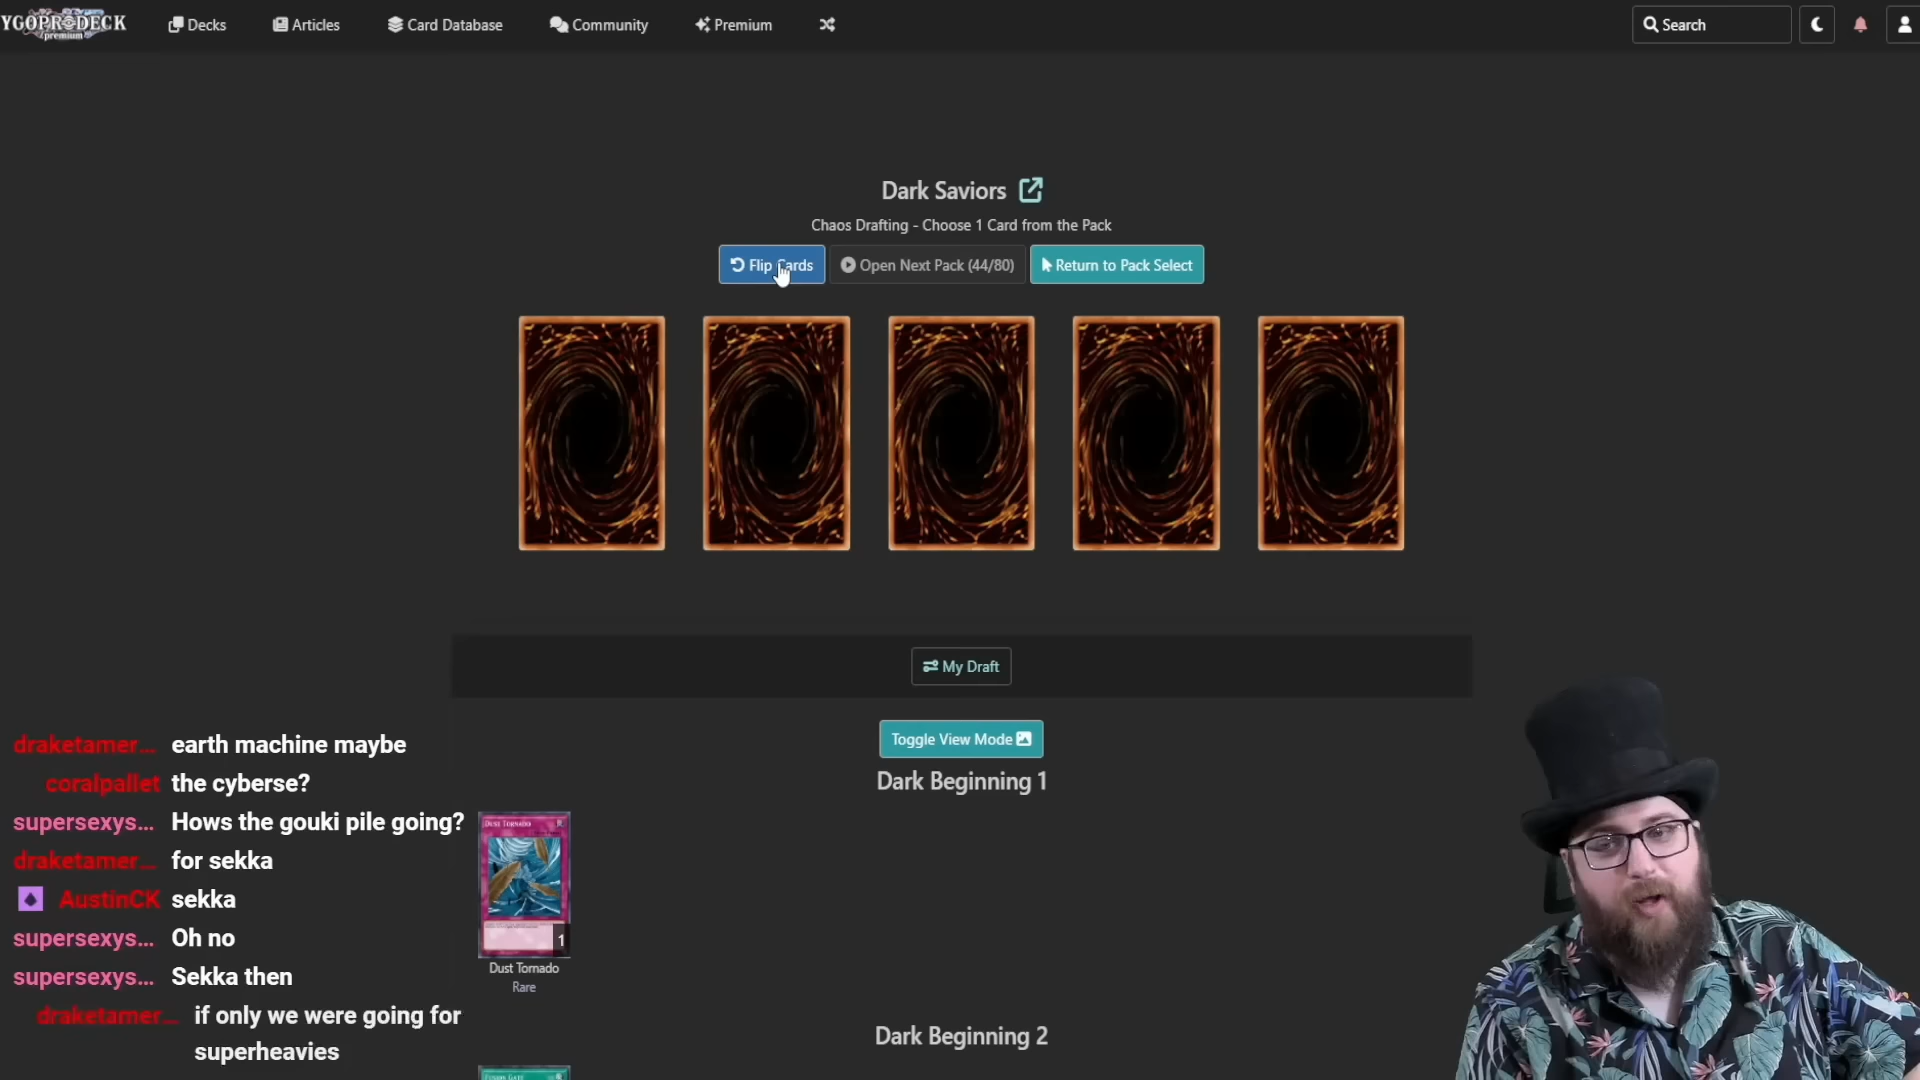 YGOPRODECK
premium
Decks
Articles
Card Database
Community
Premium
Search
Dark Saviors
Chaos Drafting - Choose 1 Card from the Pack
Flip Cards
Open Next Pack (44/80)
Return to Pack Select
My Draft
Toggle View Mode
Dark Beginning 1
DUST TORNADO
1
Dust Tornado
Rare
Dark Beginning 2
FUSION GATE
draketamer... earth machine maybe
coralpallet the cyberse?
supersexys... Hows the gouki pile going?
draketamer... for sekka
AustinCK sekka
supersexys... Oh no
supersexys... Sekka then
draketamer... if only we were going for
superheavies